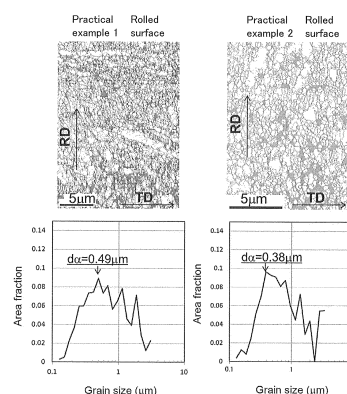 Practical example 1
Rolled surface
RD
5μm
TD
Practical example 2
Rolled surface
RD
5μm
TD
0.14
0.12
0.1
0.08
0.06
0.04
0.02
0
Area fraction
dα=0.49μm
0.1
1
10
Grain size (μm)
0.14
0.12
0.1
0.08
0.06
0.04
0.02
0
Area fraction
dα=0.38μm
0.1
1
Grain size (μm)